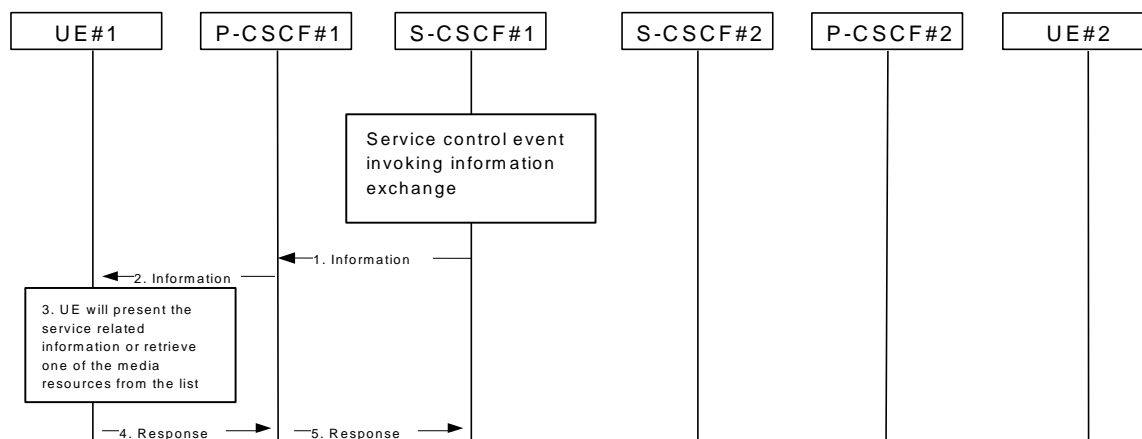 UE#1
P-CSCF#1
S-CSCF#1
S-CSCF#2
P-CSCF#2
UE#2
Service control event
invoking information
exchange
1. Information
2. Information
3. UE will present the
service related
information or retrieve
one of the media
resources from the list
4. Response
5. Response